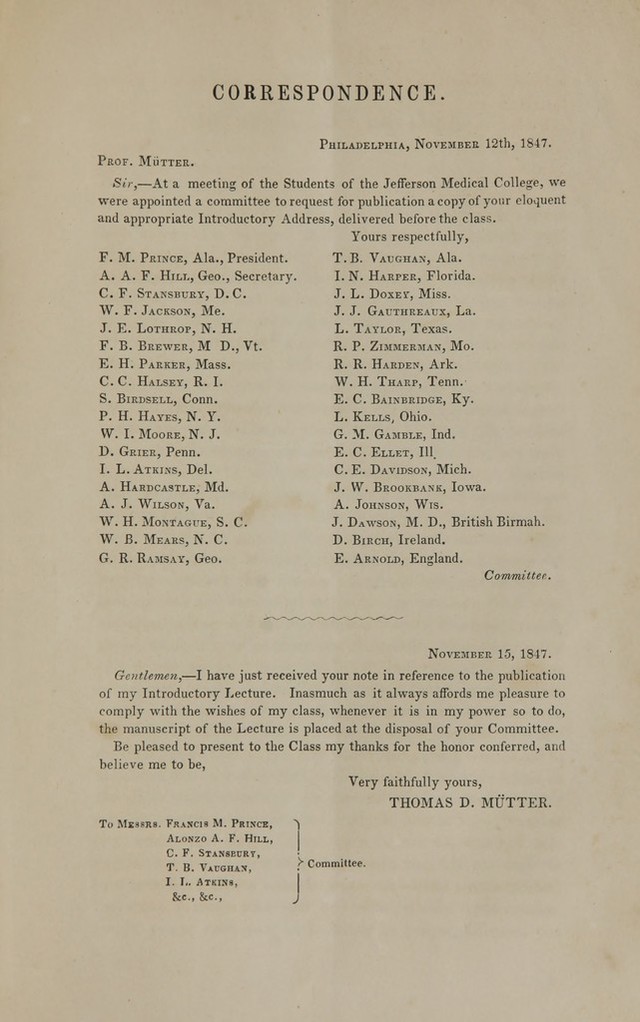 CORRESPONDENCE.
Philadelphia, November 12th, 1847.
Prof. Mütter.
Sir,—At a meeting of the Students of the Jefferson Medical College, we
were appointed a committee to request for publication a copy of your eloquent
and appropriate Introductory Address, delivered before the class.
Yours respectfully,
F. M. Prince, Ala., President.
A. A. F. Hill, Geo., Secretary.
C. F. Stansbury, D. C.
W. F. Jackson, Me.
J. E. Lothrop, N. H.
F. B. Brewer, M D., Vt.
E. H. Parker, Mass.
C. C. Halsey, R. I.
S. Birdsell, Conn.
P. H. Hayes, N. Y.
W. I. Moore, N. J.
D. Grier, Penn.
I. L. Atkins, Del.
A. Hardcastle, Md.
A. J. Wilson, Va.
W. H. Montague, S. C.
W. B. Mears, N. C.
G. R. Ramsay, Geo.
T. B. Vaughan, Ala.
I. N. Harper, Florida.
J. L. Doxey, Miss.
J. J. Gauthreaux, La.
L. Taylor, Texas.
R. P. Zimmerman, Mo.
R. R. Harden, Ark.
W. H. Tharp, Tenn.
E. C. Bainbridge, Ky.
L. Kells, Ohio.
G. M. Gamble, Ind.
E. C. Ellet, Ill.
C. E. Davidson, Mich.
J. W. Brookbank, Iowa.
A. Johnson, Wis.
J. Dawson, M. D., British Birmah.
D. Birch, Ireland.
E. Arnold, England.
Committee.
November 15, 1847.
Gentlemen,—I have just received your note in reference to the publication
of my Introductory Lecture. Inasmuch as it always affords me pleasure to
comply with the wishes of my class, whenever it is in my power so to do,
the manuscript of the Lecture is placed at the disposal of your Committee.
Be pleased to present to the Class my thanks for the honor conferred, and
believe me to be,
Very faithfully yours,
THOMAS D. MÜTTER.
To Messrs. Francis M. Prince,
Alonzo A. F. Hill,
C. F. Stansbury,
T. B. Vaughan,
I. L. Atkins,
&c., &c.,
Committee.